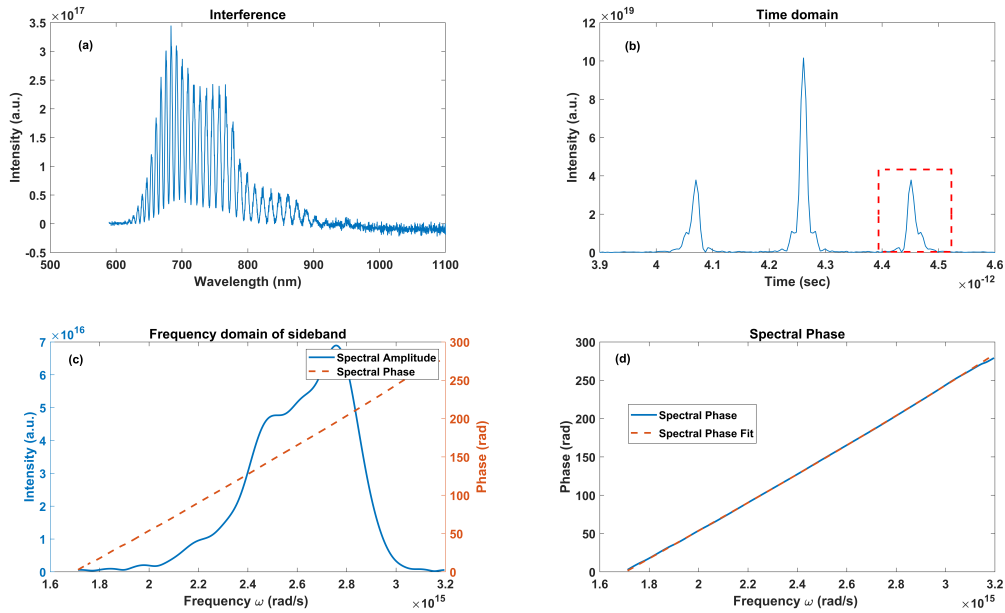 Interference
×10^17
(a)
3.5
3
2.5
2
1.5
1
0.5
0
-0.5
Intensity (a.u.)
500 600 700 800 900 1000 1100
Wavelength (nm)
Time domain
×10^19
(b)
12
10
8
6
4
2
0
Intensity (a.u.)
3.9 4 4.1 4.2 4.3 4.4 4.5 4.6
Time (sec)
×10^-12
Frequency domain of sideband
×10^16
(c)
7
6
5
4
3
2
1
0
Intensity (a.u.)
Spectral Amplitude
Spectral Phase
300
250
200
150
100
50
0
Phase (rad)
1.6 2 2.2 2.6 2.8 3 3.2
Frequency ω (rad/s)
×10^15
Spectral Phase
(d)
300
250
200
150
100
50
0
Phase (rad)
Spectral Phase
Spectral Phase Fit
1.6 1.8 2 2.2 2.4 2.6 2.8 3 3.2
Frequency ω (rad/s)
×10^15